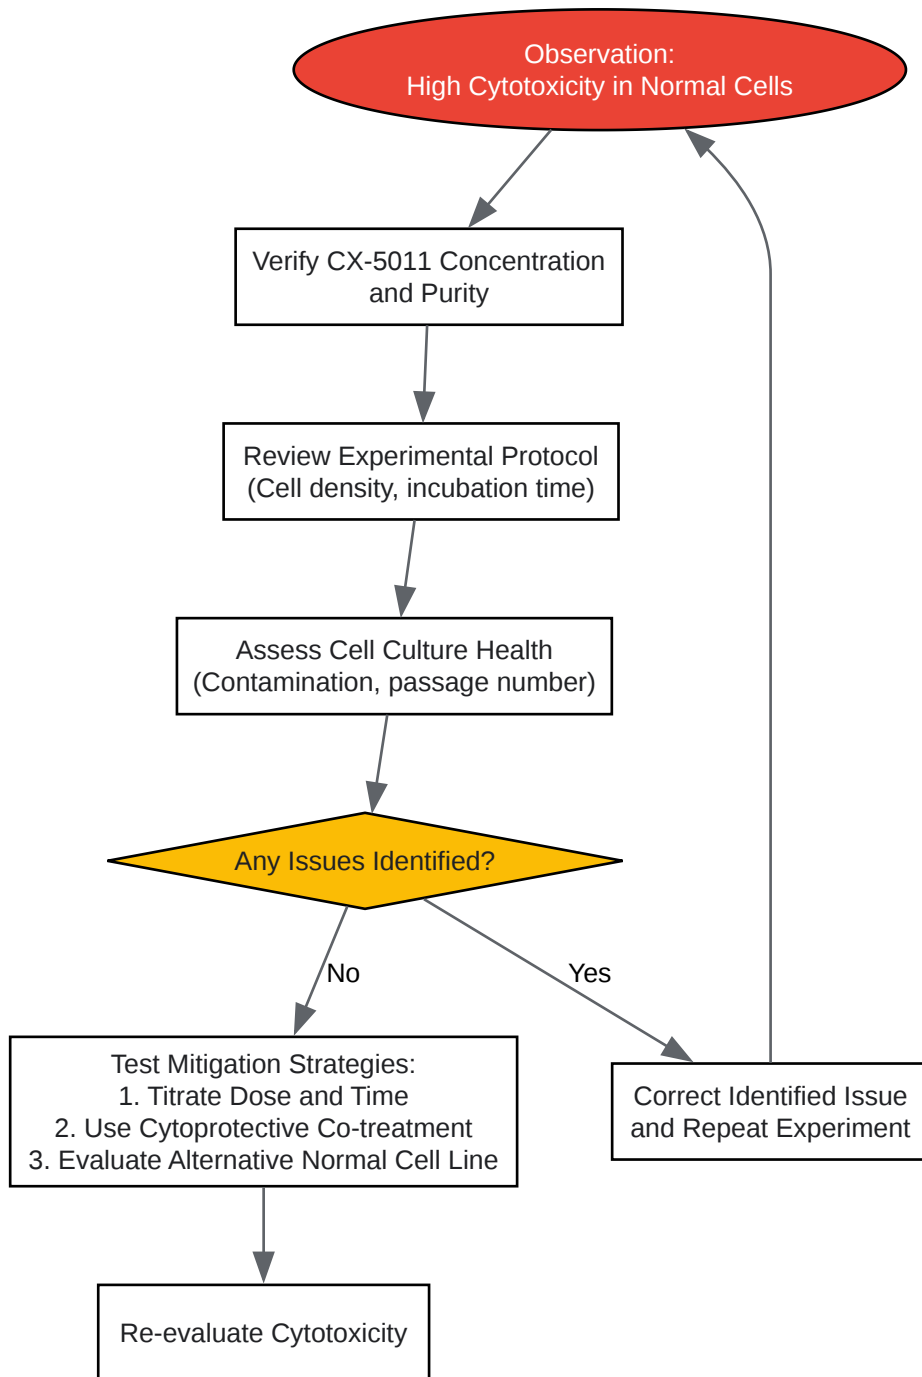 Observation:
High Cytotoxicity in Normal Cells
Verify CX-5011 Concentration
and Purity
Review Experimental Protocol
(Cell density, incubation time)
Assess Cell Culture Health
(Contamination, passage number)
Any Issues Identified?
No
Yes
Test Mitigation Strategies:
1. Titrate Dose and Time
2. Use Cytoprotective Co-treatment
3. Evaluate Alternative Normal Cell Line
Correct Identified Issue
and Repeat Experiment
Re-evaluate Cytotoxicity